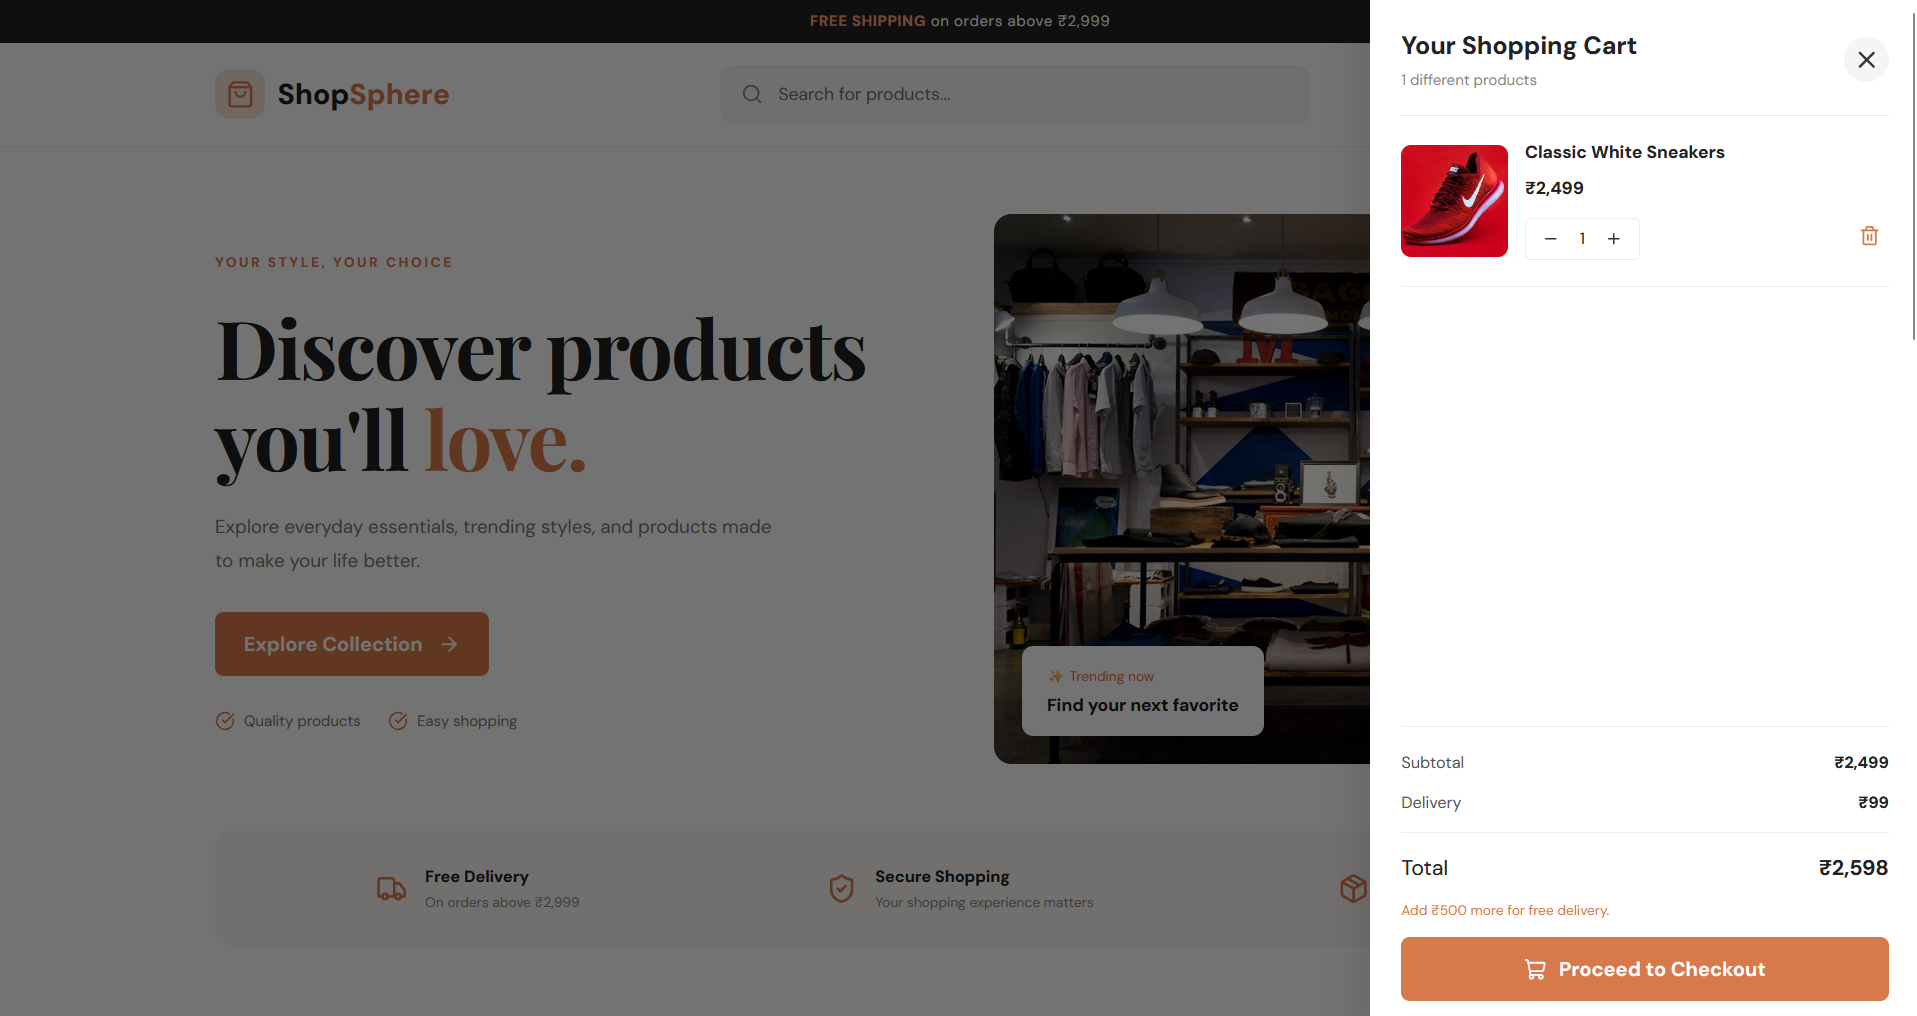 FREE SHIPPING on orders above ₹2,999
ShopSphere
Search for products...
YOUR STYLE, YOUR CHOICE
Discover products
you'll love.
Explore everyday essentials, trending styles, and products made
to make your life better.
Explore Collection
Quality products
Easy shopping
✨ Trending now
Find your next favorite
Free Delivery
On orders above ₹2,999
Secure Shopping
Your shopping experience matters
Your Shopping Cart
1 different products
Classic White Sneakers
₹2,499
1
Subtotal ₹2,499
Delivery ₹99
Total ₹2,598
Add ₹500 more for free delivery.
Proceed to Checkout